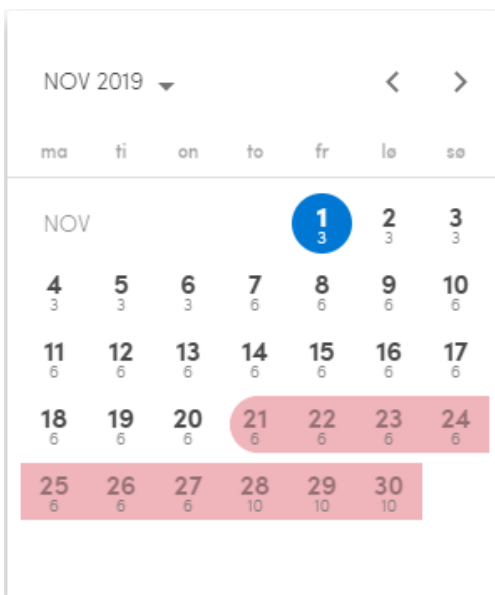 NOV 2019
ma ti on to fr lø sø
NOV 1 2 3
3 3 3
4 5 6 7 8 9 10
3 3 3 6 6 6 6
11 12 13 14 15 16 17
6 6 6 6 6 6 6
18 19 20 21 22 23 24
6 6 6 6 6 6 6
25 26 27 28 29 30
6 6 6 10 10 10